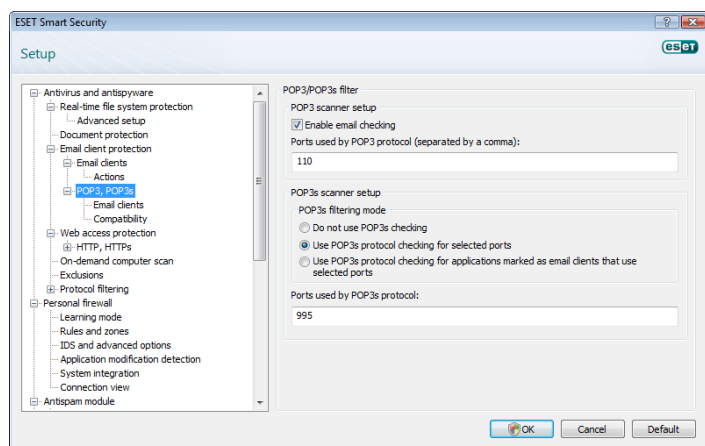 ESET Smart Security
Setup
eset
Antivirus and antispyware
Real-time file system protection
Advanced setup
Document protection
Email client protection
Email clients
Actions
POP3, POP3s
Email clients
Compatibility
Web access protection
HTTP, HTTPs
On-demand computer scan
Exclusions
Protocol filtering
Personal firewall
Learning mode
Rules and zones
IDS and advanced options
Application modification detection
System integration
Connection view
Antispam module
POP3/POP3s filter
POP3 scanner setup
Enable email checking
Ports used by POP3 protocol (separated by a comma):
110
POP3s scanner setup
POP3s filtering mode
Do not use POP3s checking
Use POP3s protocol checking for selected ports
Use POP3s protocol checking for applications marked as email clients that use
selected ports
Ports used by POP3s protocol:
995
OK
Cancel
Default